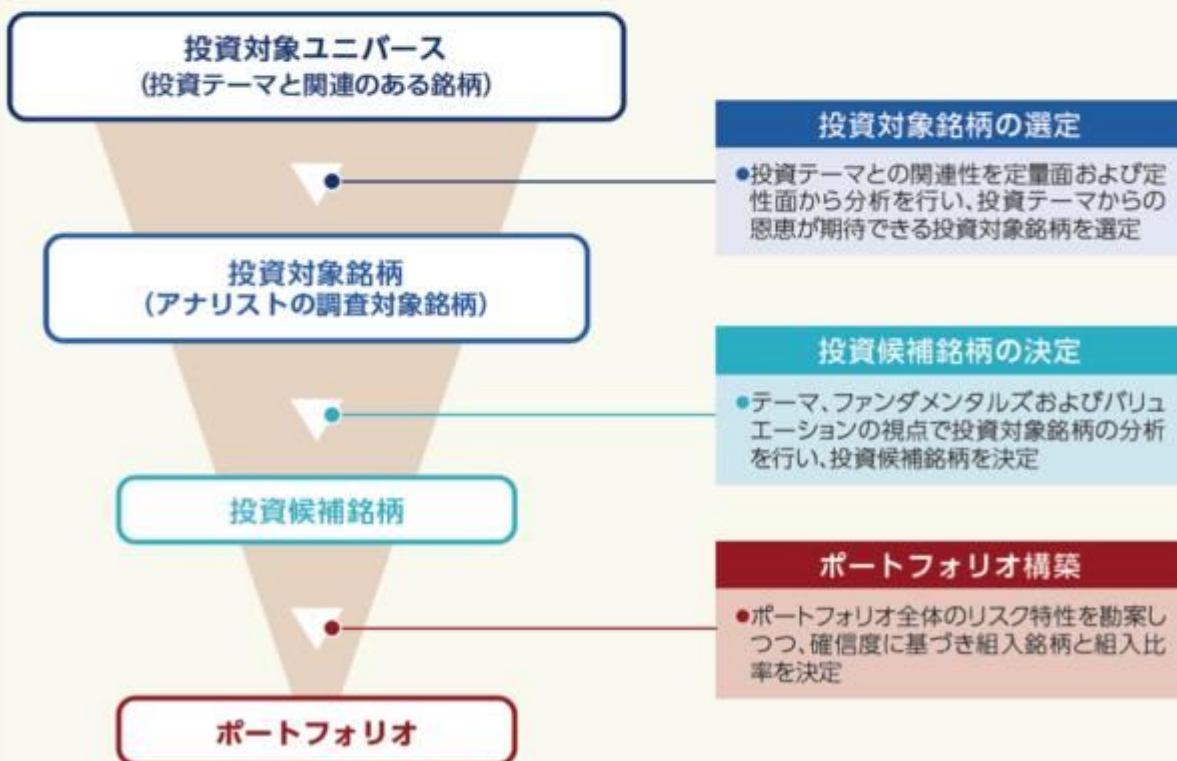 投資対象ユニバース
(投資テーマと関連のある銘柄)
投資対象銘柄の選定
●投資テーマとの関連性を定量面および定
性面から分析を行い、投資テーマからの
恩恵が期待できる投資対象銘柄を選定
投資対象銘柄
(アナリストの調査対象銘柄)
投資候補銘柄の決定
●テーマ、ファンダメンタルズおよびバリュ
エーションの視点で投資対象銘柄の分析
を行い、投資候補銘柄を決定
投資候補銘柄
ポートフォリオ構築
●ポートフォリオ全体のリスク特性を勘案し
つつ、確信度に基づき組入銘柄と組入比
率を決定
ポートフォリオ